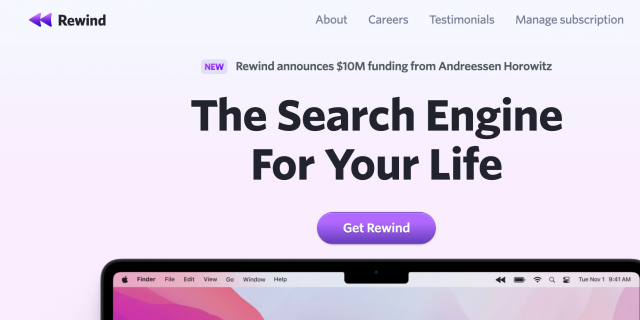 Rewind
About Careers Testimonials Manage subscription
NEW Rewind announces $10M funding from Andreessen Horowitz
The Search Engine
For Your Life
Get Rewind
Finder File Edit View Go Window Help
Tue Nov 1 9:41 AM